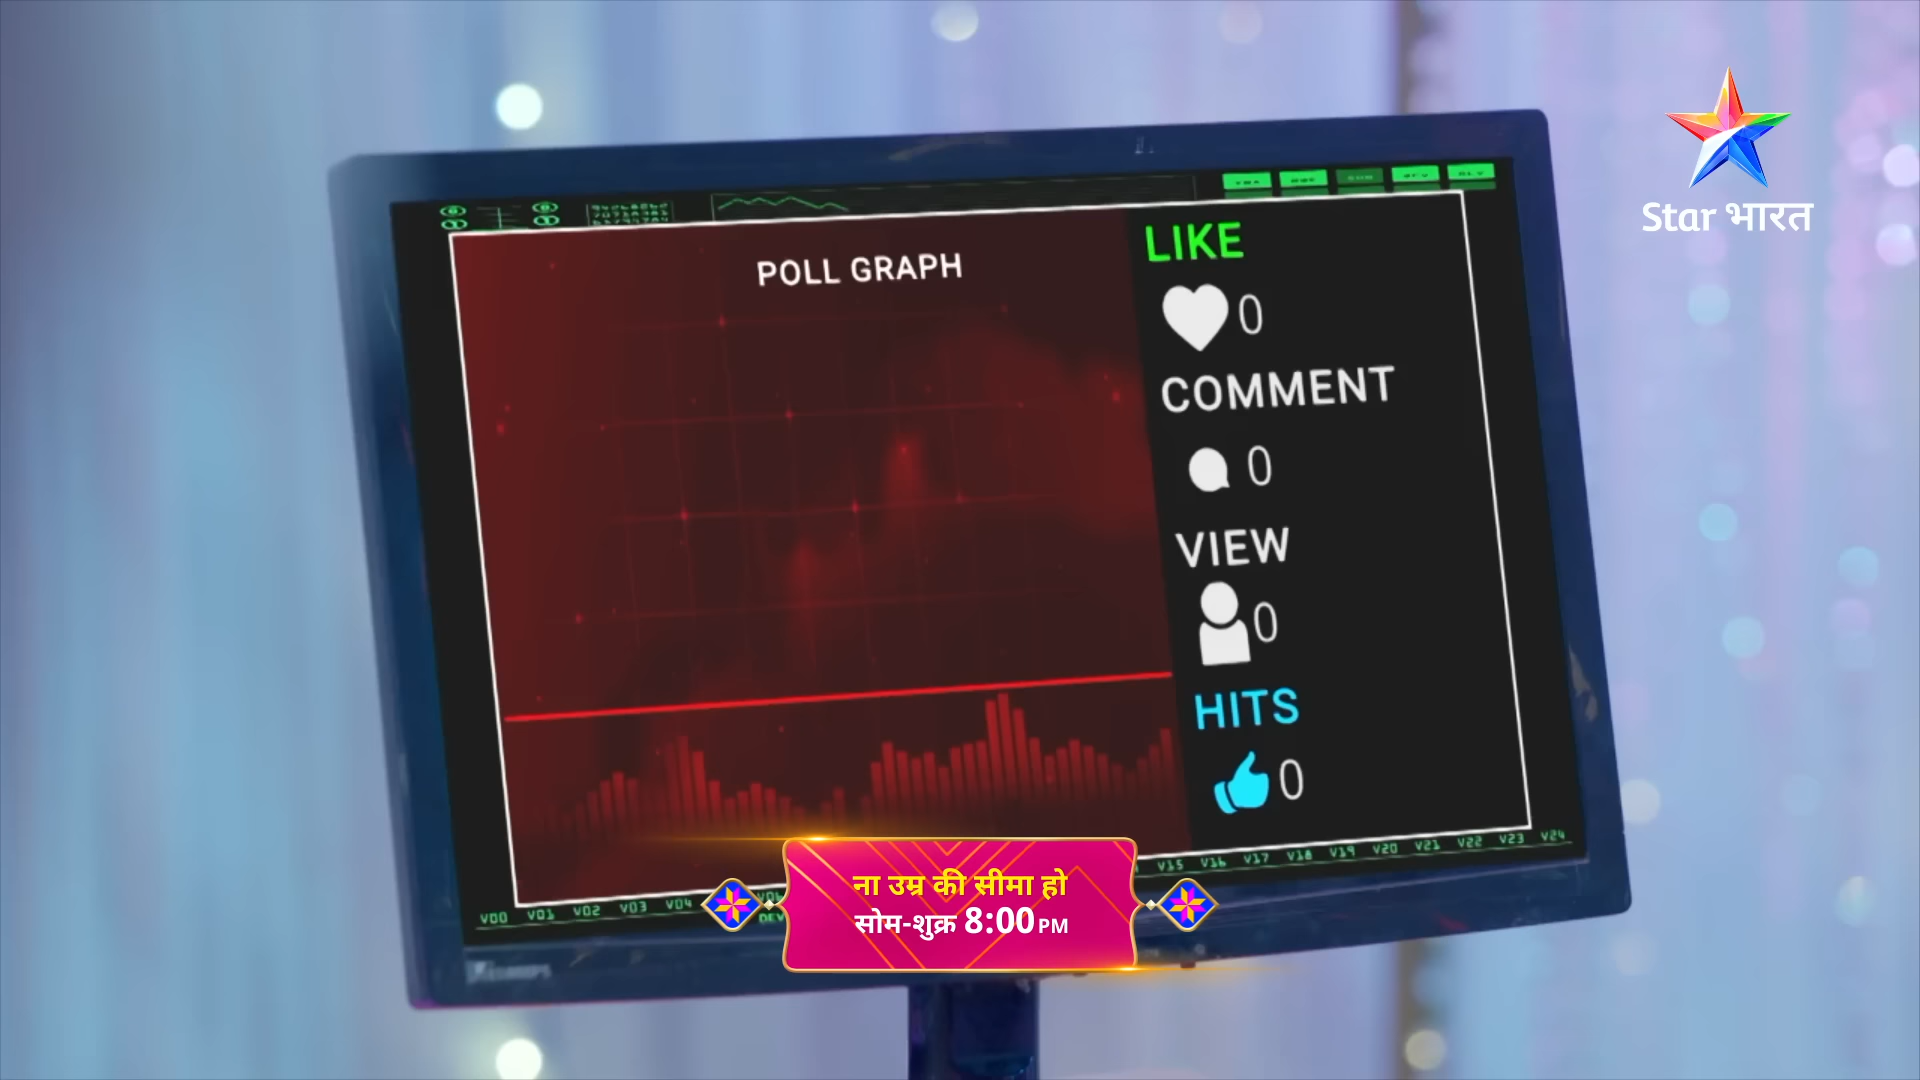 Star भारत
POLL GRAPH
LIKE
0
COMMENT
0
VIEW
0
HITS
0
V00 V01 V02 V03 V04
V15 V16 V17 V18 V19 V20 V21 V22 V23 V24
ना उम्र की सीमा हो
सोम-शुक्र 8:00 PM